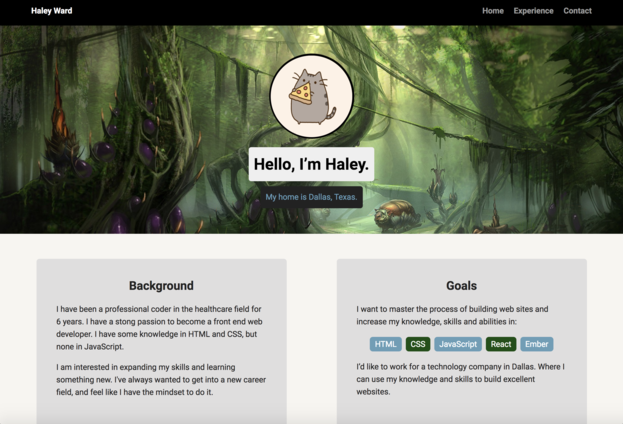 Haley Ward
Home Experience Contact
Hello, I'm Haley.
My home is Dallas, Texas.
Background
I have been a professional coder in the healthcare field for
6 years. I have a stong passion to become a front end web
developer. I have some knowledge in HTML and CSS, but
none in JavaScript.
I am interested in expanding my skills and learning
something new. I've always wanted to get into a new career
field, and feel like I have the mindset to do it.
Goals
I want to master the process of building web sites and
increase my knowledge, skills and abilities in:
HTML CSS JavaScript React Ember
I'd like to work for a technology company in Dallas. Where I
can use my knowledge and skills to build excellent
websites.